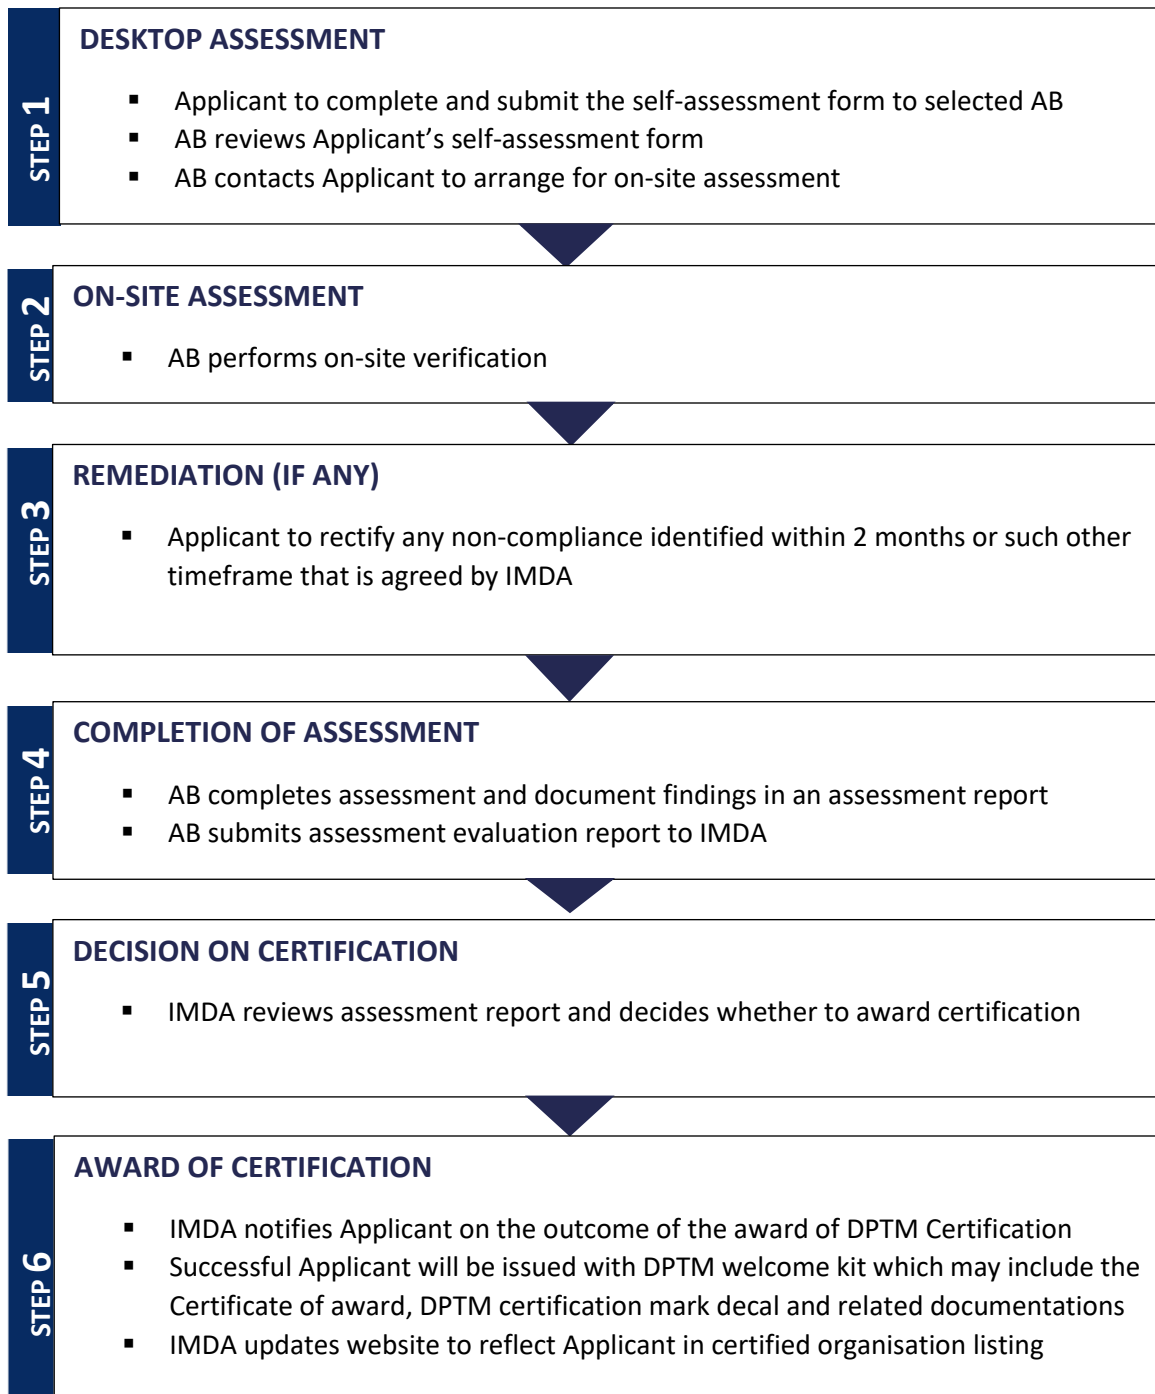 STEP 1
DESKTOP ASSESSMENT
▪ Applicant to complete and submit the self-assessment form to selected AB
▪ AB reviews Applicant’s self-assessment form
▪ AB contacts Applicant to arrange for on-site assessment
STEP 2
ON-SITE ASSESSMENT
▪ AB performs on-site verification
STEP 3
REMEDIATION (IF ANY)
▪ Applicant to rectify any non-compliance identified within 2 months or such other
timeframe that is agreed by IMDA
STEP 4
COMPLETION OF ASSESSMENT
▪ AB completes assessment and document findings in an assessment report
▪ AB submits assessment evaluation report to IMDA
STEP 5
DECISION ON CERTIFICATION
▪ IMDA reviews assessment report and decides whether to award certification
STEP 6
AWARD OF CERTIFICATION
▪ IMDA notifies Applicant on the outcome of the award of DPTM Certification
▪ Successful Applicant will be issued with DPTM welcome kit which may include the
Certificate of award, DPTM certification mark decal and related documentations
▪ IMDA updates website to reflect Applicant in certified organisation listing